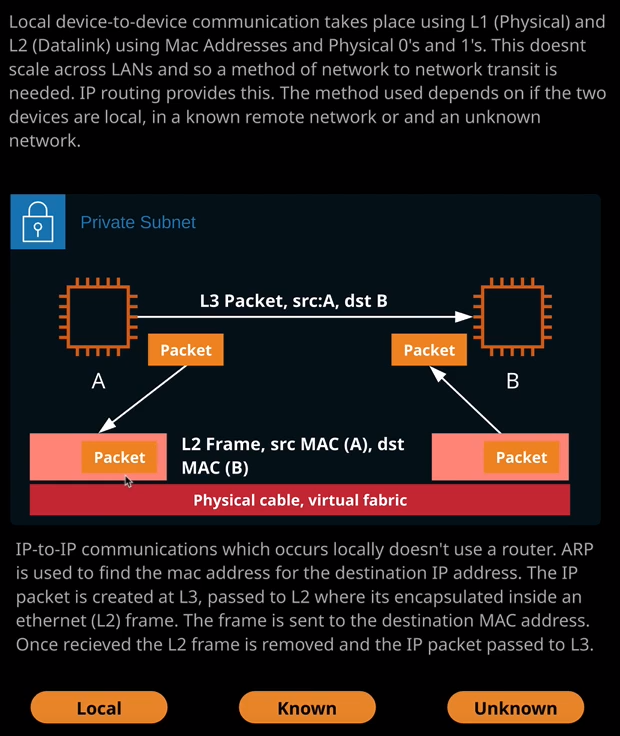 Local device-to-device communication takes place using L1 (Physical) and
L2 (Datalink) using Mac Addresses and Physical 0's and 1's. This doesnt
scale across LANs and so a method of network to network transit is
needed. IP routing provides this. The method used depends on if the two
devices are local, in a known remote network or and an unknown
network.
Private Subnet
L3 Packet, src:A, dst B
Packet
Packet
A
B
L2 Frame, src MAC (A), dst
MAC (B)
Packet
Packet
Physical cable, virtual fabric
IP-to-IP communications which occurs locally doesn't use a router. ARP
is used to find the mac address for the destination IP address. The IP
packet is created at L3, passed to L2 where its encapsulated inside an
ethernet (L2) frame. The frame is sent to the destination MAC address.
Once recieved the L2 frame is removed and the IP packet passed to L3.
Local
Known
Unknown